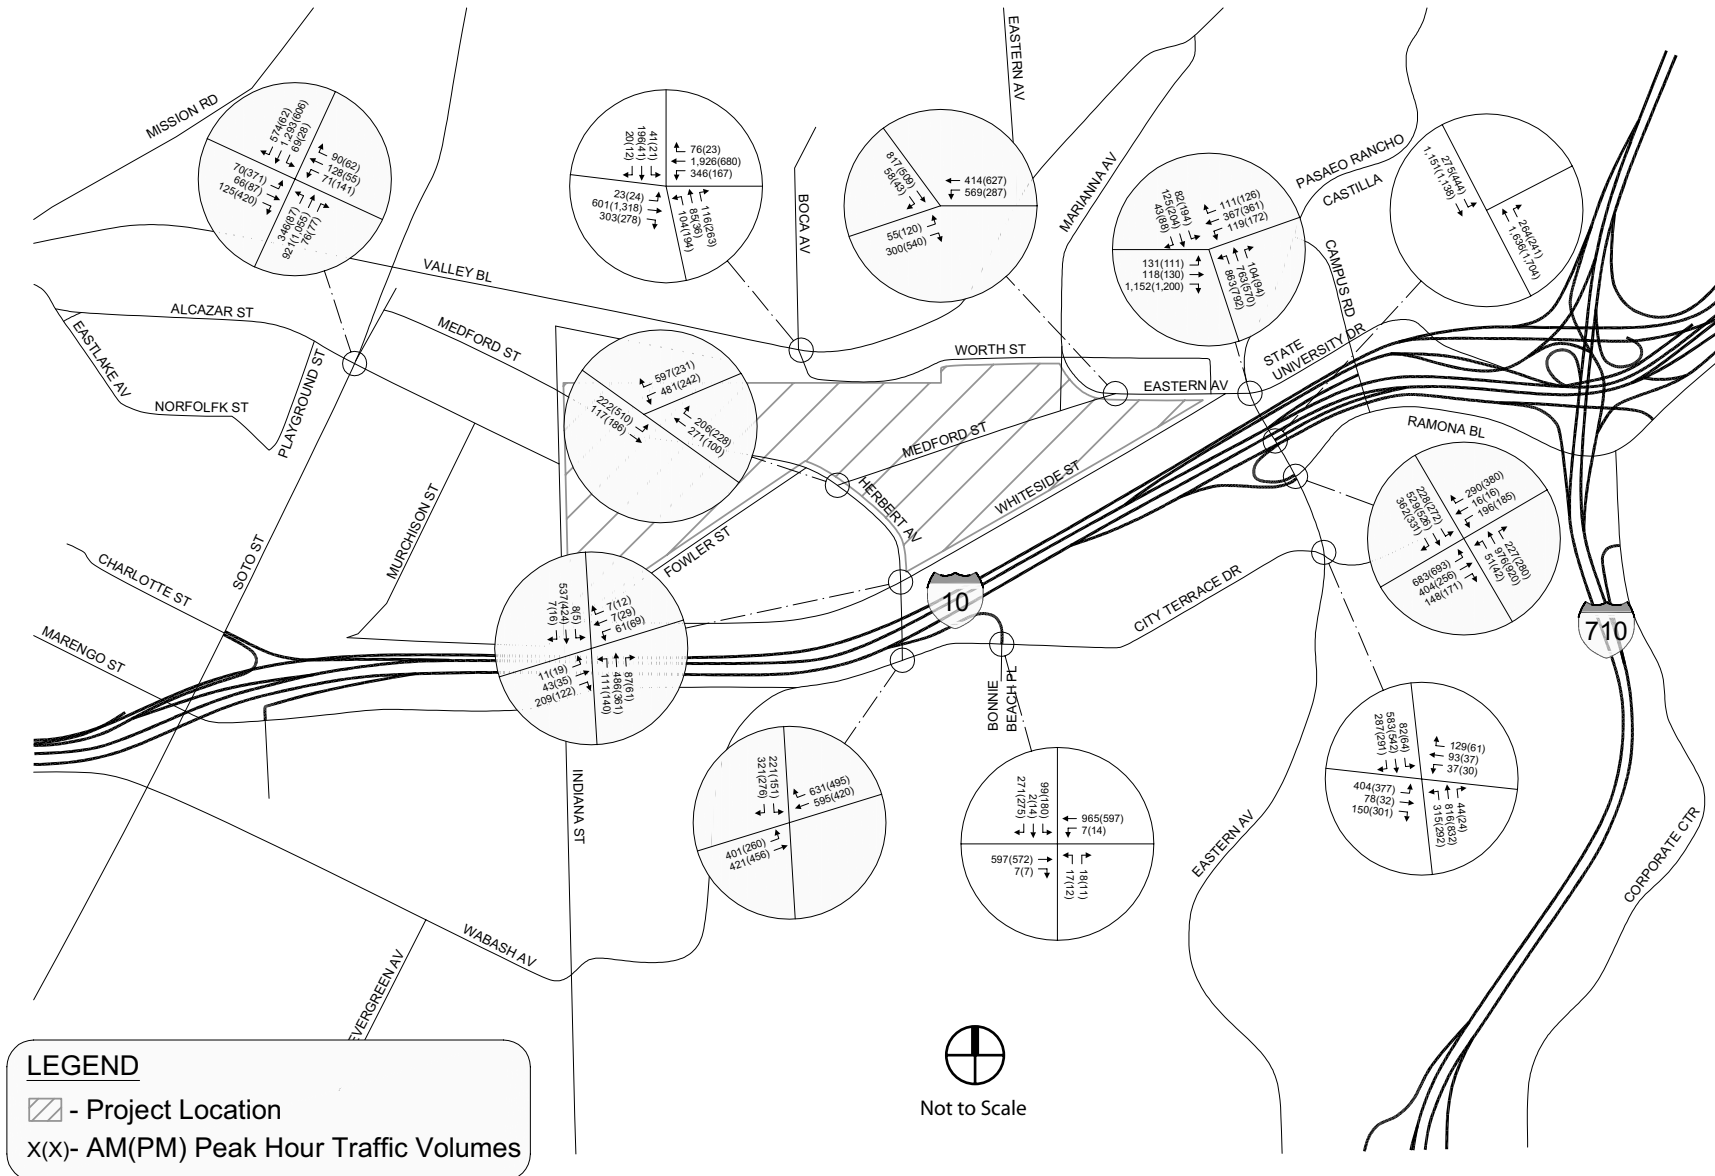 MISSION RD
574(62)
1,293(606)
69(28)
90(62)
128(55)
71(141)
70(371)
66(87)
125(420)
346(87)
921(1,055)
76(77)
41(21)
196(41)
20(12)
76(23)
1,926(680)
346(167)
23(24)
601(1,318)
303(278)
116(263)
85(36)
104(194)
BOCA AV
EASTERN AV
817(509)
58(43)
414(627)
569(287)
55(120)
300(540)
MARIANNA AV
82(194)
125(204)
43(88)
111(126)
367(361)
119(172)
131(111)
118(130)
1,152(1,200)
104(94)
763(570)
863(792)
PASAEO RANCHO
CASTILLA
275(444)
1,151(1,138)
264(241)
1,636(1,704)
CAMPUS RD
STATE
UNIVERSITY DR
VALLEY BL
ALCAZAR ST
EASTLAKE AV
NORFOLFK ST
PLAYGROUND ST
MEDFORD ST
WORTH ST
EASTERN AV
RAMONA BL
597(231)
481(242)
222(510)
117(186)
206(228)
271(100)
MEDFORD ST
HERBERT AV
WHITESIDE ST
FOWLER ST
MURCHISON ST
SOTO ST
CHARLOTTE ST
MARENGO ST
228(272)
529(526)
362(331)
290(380)
16(16)
196(185)
683(693)
404(256)
148(171)
227(280)
976(920)
51(42)
8(5)
537(424)
7(16)
7(12)
7(29)
61(69)
11(19)
43(35)
209(122)
87(61)
486(361)
111(140)
10
710
CITY TERRACE DR
BONNIE
BEACH PL
221(151)
321(276)
631(495)
595(420)
401(260)
421(456)
99(180)
2(14)
271(275)
965(597)
7(14)
597(572)
7(7)
18(11)
17(12)
82(64)
583(542)
287(291)
129(61)
93(37)
37(30)
404(377)
78(32)
150(301)
44(24)
816(832)
315(292)
INDIANA ST
WABASH AV
EVERGREEN AV
EASTERN AV
CORPORATE CTR
LEGEND
- Project Location
X(X)- AM(PM) Peak Hour Traffic Volumes
Not to Scale